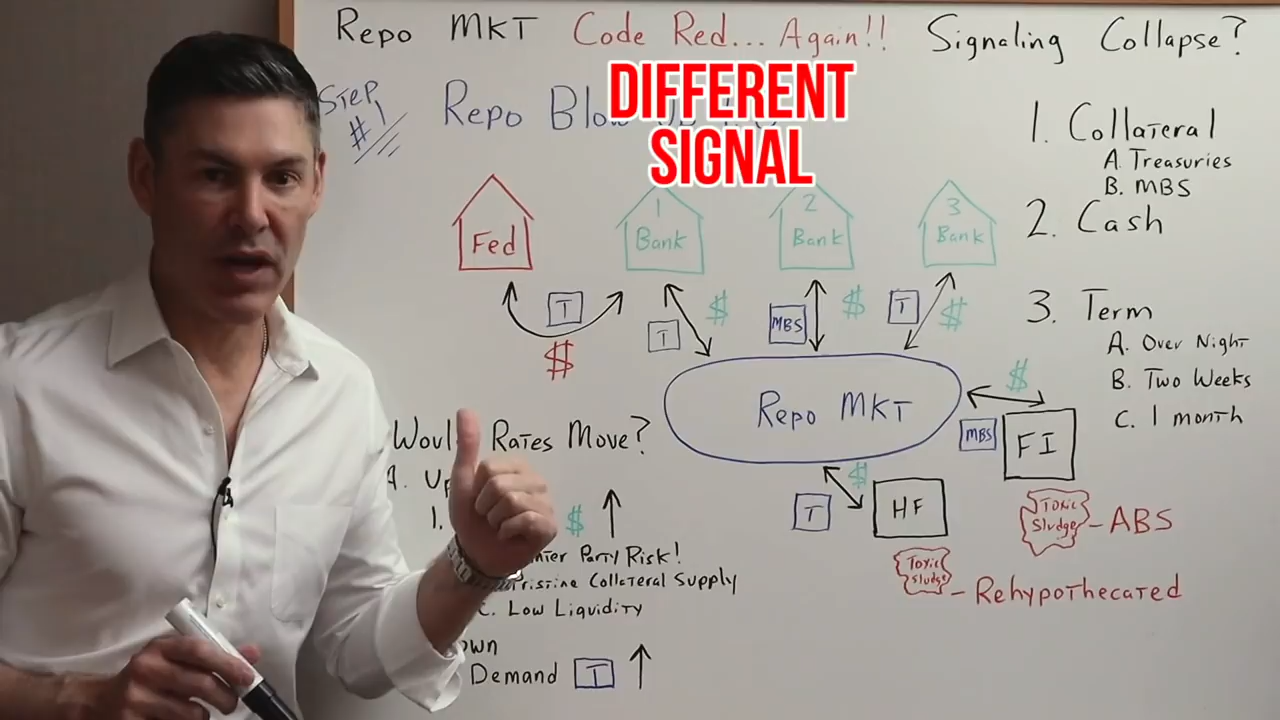 Repo MKT Code Red... Again!! Signaling Collapse?
STEP #1
Repo Blow
DIFFERENT
SIGNAL
1. Collateral
A. Treasuries
B. MBS
2. Cash
3. Term
A. Over Night
B. Two Weeks
C. 1 month
Fed
1 Bank
2 Bank
3 Bank
T
$
T
$
MBS
$
T
$
Repo MKT
$
MBS
FI
Toxic Sludge
- ABS
$
T
HF
Toxic Sludge
- Rehypothecated
Rates Move?
A.
1.
$
Party Risk!
Collateral Supply
C. Low Liquidity
Demand T